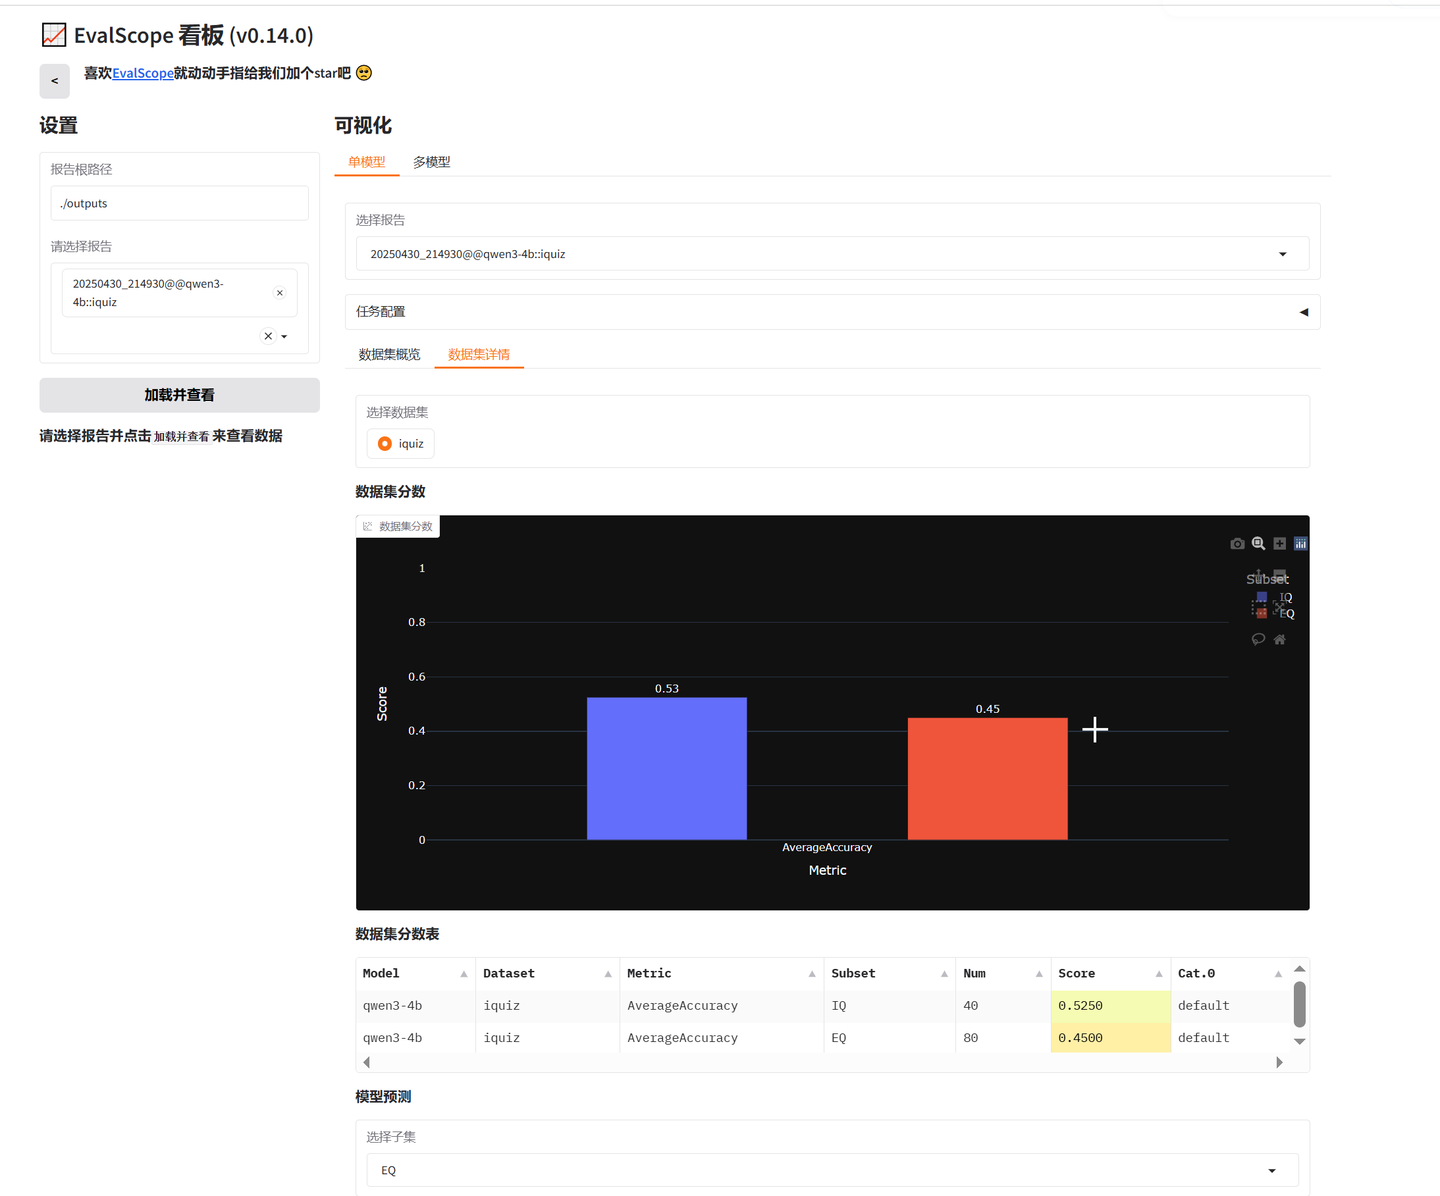 EvalScope 看板 (v0.14.0)
<
喜欢EvalScope就动动手指给我们加个star吧 🥺
设置
报告根路径
./outputs
请选择报告
20250430_214930@@qwen3-
4b::iquiz
加载并查看
请选择报告并点击 加载并查看 来查看数据
可视化
单模型 多模型
选择报告
20250430_214930@@qwen3-4b::iquiz
任务配置
数据集概览 数据集详情
选择数据集
iquiz
数据集分数
数据集分数
Subset
IQ
EQ
1
0.8
0.6
0.4
0.2
0
Score
0.53
0.45
AverageAccuracy
Metric
数据集分数表
Model Dataset Metric Subset Num Score Cat.0
qwen3-4b iquiz AverageAccuracy IQ 40 0.5250 default
qwen3-4b iquiz AverageAccuracy EQ 80 0.4500 default
模型预测
选择子集
EQ